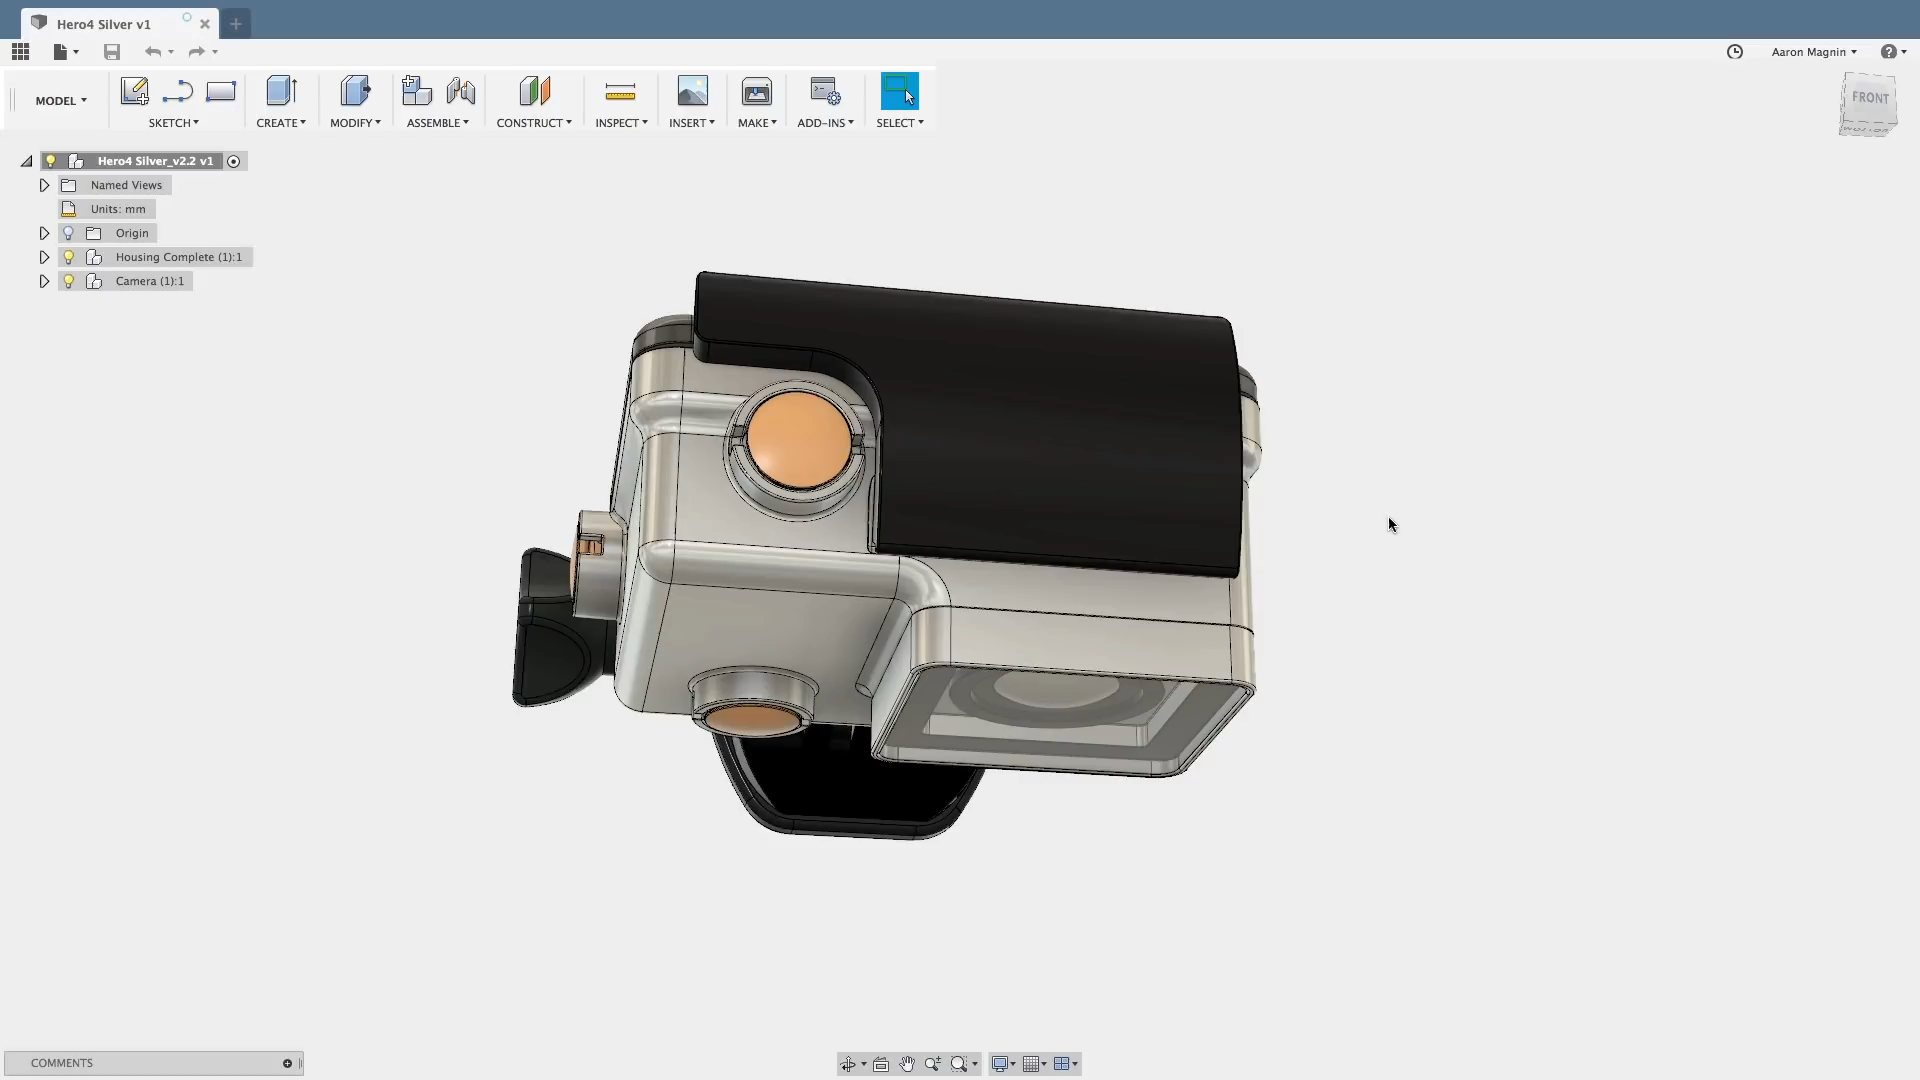 Hero4 Silver v1
Aaron Magnin
MODEL
SKETCH
CREATE
MODIFY
ASSEMBLE
CONSTRUCT
INSPECT
INSERT
MAKE
ADD-INS
SELECT
FRONT
BOTTOM
Hero4 Silver_v2.2 v1
Named Views
Units: mm
Origin
Housing Complete (1):1
Camera (1):1
COMMENTS